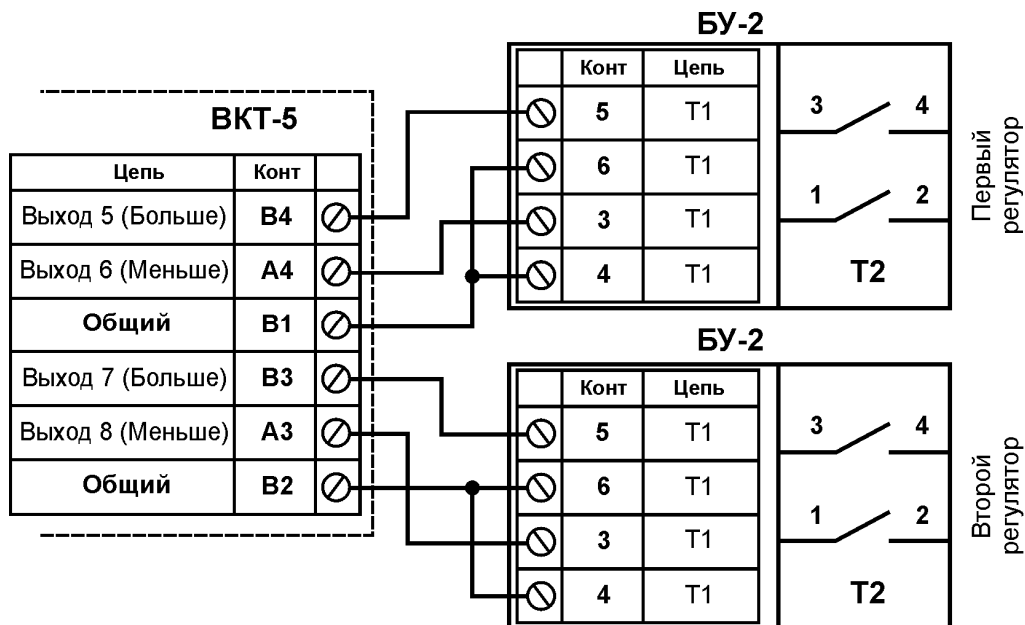 БУ-2
Конт Цепь
5 Т1
6 Т1
3 Т1
4 Т1
3 4
1 2
Т2
Первый
регулятор
ВКТ-5
Цепь Конт
Выход 5 (Больше) В4
Выход 6 (Меньше) А4
Общий В1
Выход 7 (Больше) В3
Выход 8 (Меньше) А3
Общий В2
БУ-2
Конт Цепь
5 Т1
6 Т1
3 Т1
4 Т1
3 4
1 2
Т2
Второй
регулятор